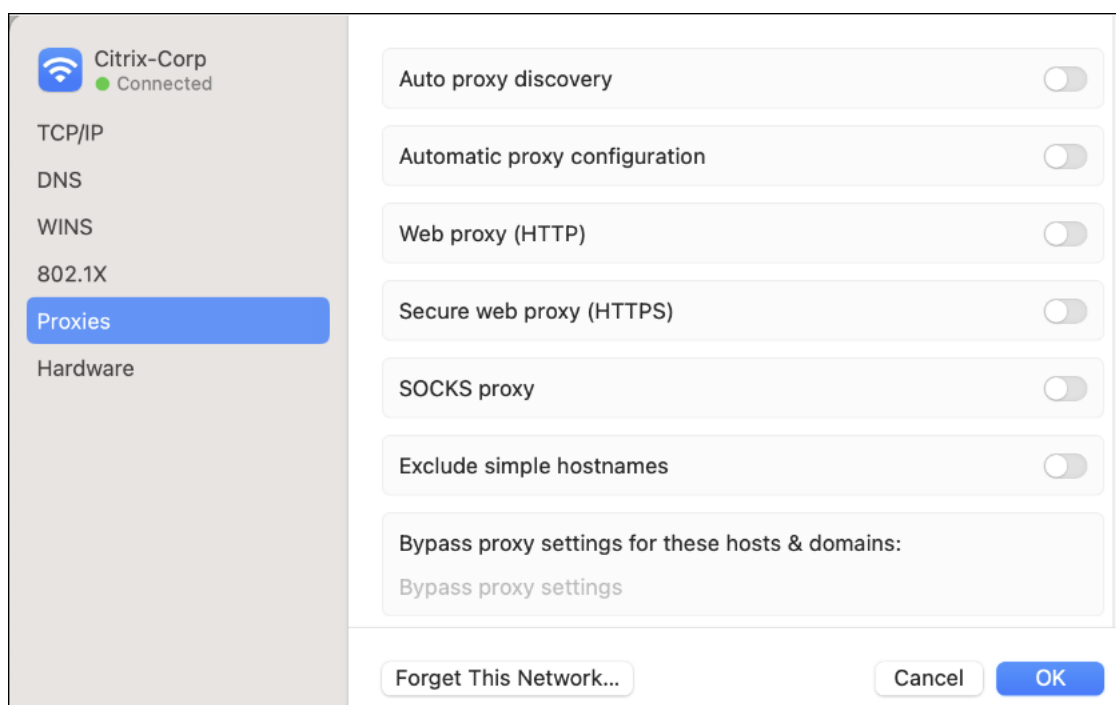 Citrix-Corp
Connected
TCP/IP
DNS
WINS
802.1X
Proxies
Hardware
Auto proxy discovery
Automatic proxy configuration
Web proxy (HTTP)
Secure web proxy (HTTPS)
SOCKS proxy
Exclude simple hostnames
Bypass proxy settings for these hosts & domains:
Bypass proxy settings
Forget This Network...
Cancel
OK